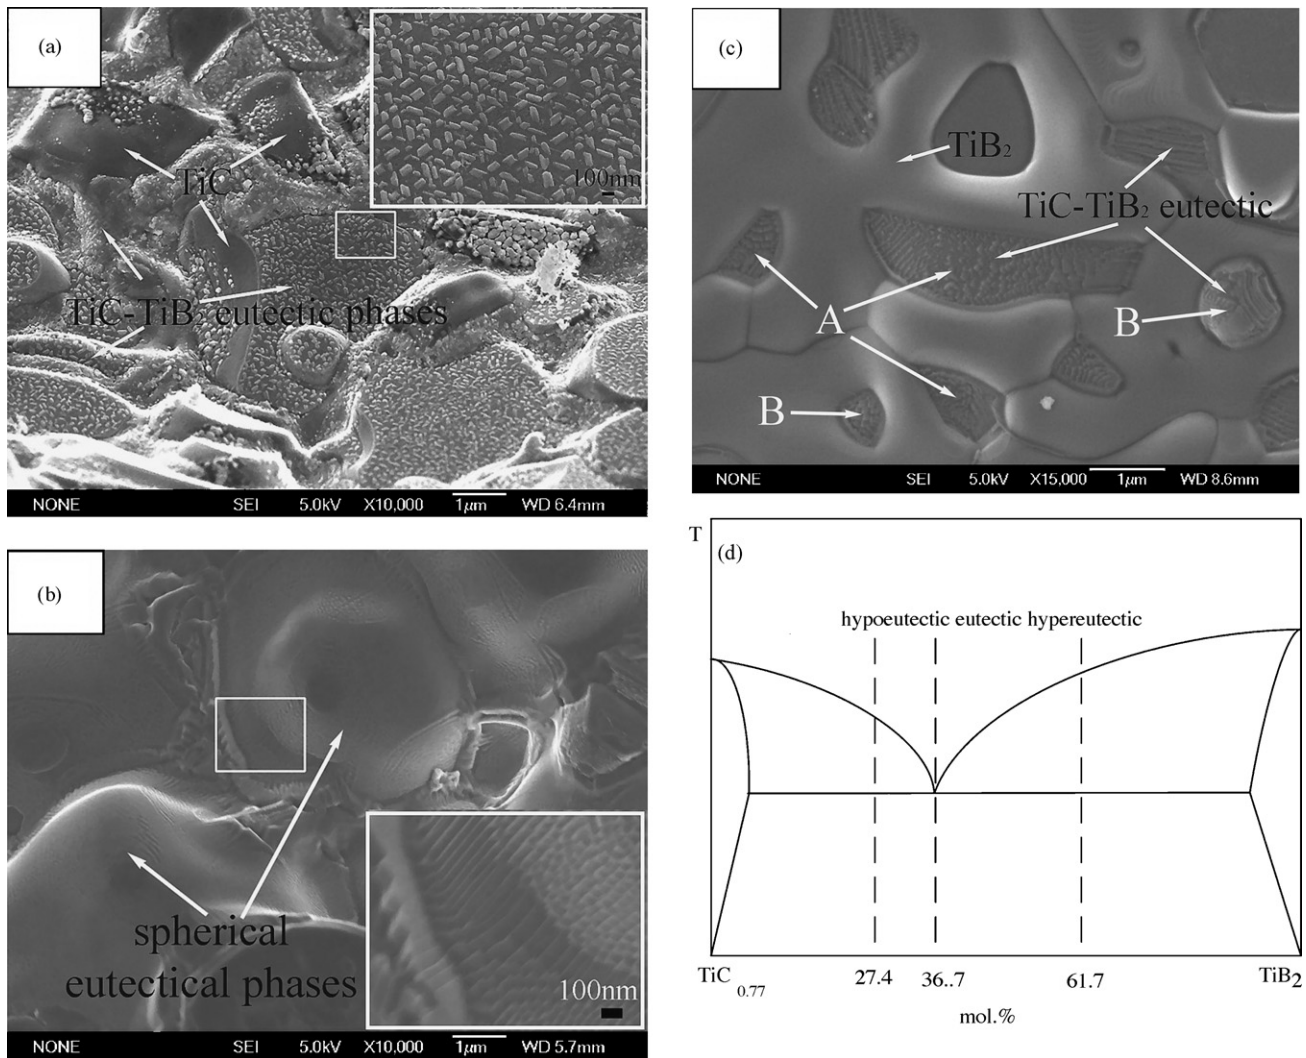 (a)
100nm
TiC
TiC-TiB2 eutectic phases
NONE SEI 5.0kV X10,000 1μm WD 6.4mm
(b)
spherical
eutectical phases
100nm
NONE SEI 5.0kV X10,000 1μm WD 5.7mm
(c)
TiB2
TiC-TiB2 eutectic
A
B
B
NONE SEI 5.0kV X15,000 1μm WD 8.6mm
T
(d)
hypoeutectic eutectic hypereutectic
TiC 0.77 27.4 36..7 61.7 TiB2
mol.%